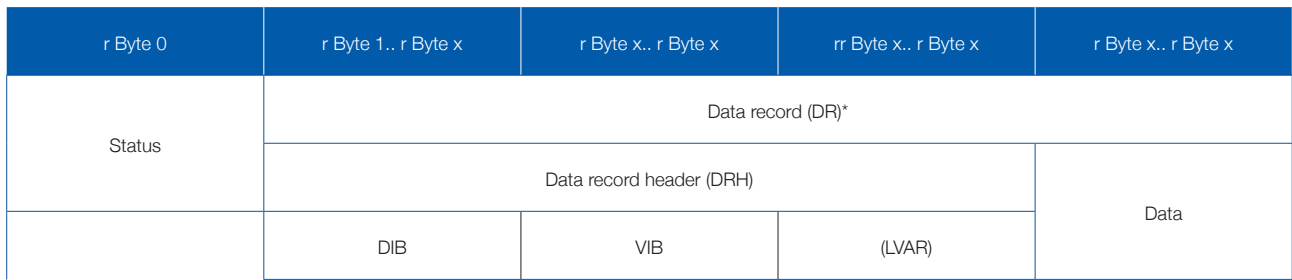 r Byte 0
r Byte 1.. r Byte x
r Byte x.. r Byte x
rr Byte x.. r Byte x
r Byte x.. r Byte x
Status
Data record (DR)*
Data record header (DRH)
Data
DIB
VIB
(LVAR)